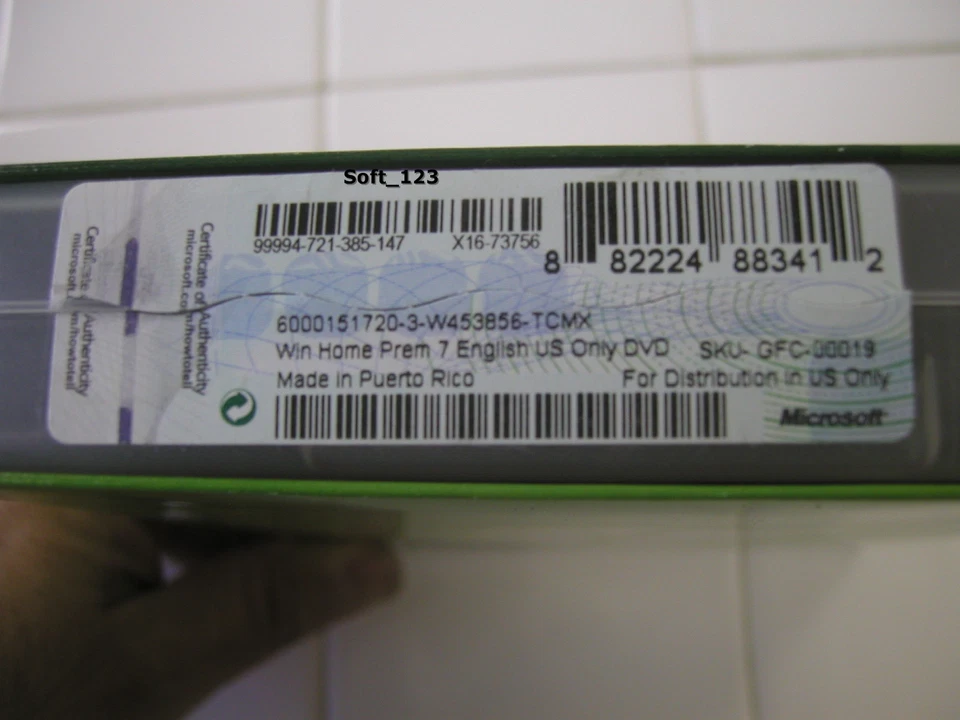 Soft_123
Certificate of Authenticity
microsoft.com/howtotell
Certificate of Authenticity
microsoft.com/howtotell
99994-721-385-147 X16-73756
8 82224 88341 2
6000151720-3-W453856-TCMX
Win Home Prem 7 English US Only DVD SKU- GFC-00019
Made in Puerto Rico For Distribution in US Only
Microsoft